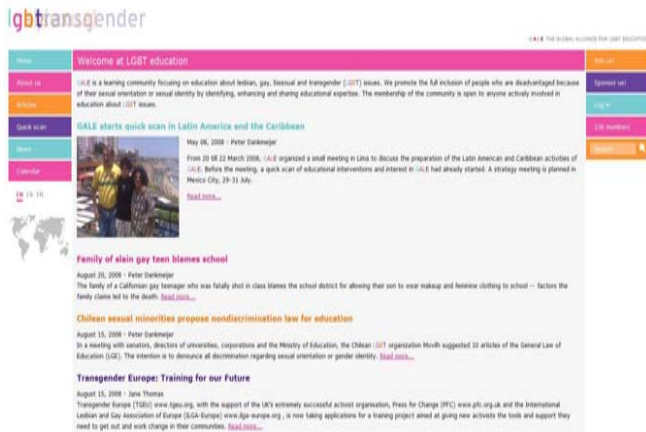 lgbtransgender
GALE THE GLOBAL ALLIANCE FOR LGBT EDUCATION
Home
About us
Articles
Quick scan
News
Calendar
EN ES FR
Welcome at LGBT education
GALE is a learning community focusing on education about lesbian, gay, bisexual and transgender (LGBT) issues. We promote the full inclusion of people who are disadvantaged because
of their sexual orientation or sexual identity by identifying, enhancing and sharing educational expertise. The membership of the community is open to anyone actively involved in
education about LGBT issues.
GALE starts quick scan in Latin America and the Caribbean
May 08, 2008 - Peter Dankmeijer
From 20 till 22 March 2008, GALE organized a small meeting in Lima to discuss the preparation of the Latin American and Caribbean activities of
GALE. Before the meeting, a quick scan of educational interventions and interest in GALE had already started. A strategy meeting is planned in
Mexico City, 29-31 July.
Read more...
Family of slain gay teen blames school
August 20, 2008 - Peter Dankmeijer
The family of a Californian gay teenager who was fatally shot in class blames the school district for allowing their son to wear makeup and feminine clothing to school -- factors the
family claims led to the death. Read more...
Chilean sexual minorities propose nondiscrimination law for education
August 15, 2008 - Peter Dankmeijer
In a meeting with senators, directors of universities, corporations and the Ministry of Education, the Chilean LGBT organization Movilh suggested 10 articles of the General Law of
Education (LGE). The intention is to denounce all discrimination regarding sexual orientation or gender identity. Read more...
Transgender Europe: Training for our Future
August 15, 2008 - Jane Thomas
Transgender Europe (TGEU) www.tgeu.org, with the support of the UK's extremely successful activist organisation, Press for Change (PFC) www.pfc.org.uk and the International
Lesbian and Gay Association of Europe (ILGA-Europe) www.ilga-europe.org , is now taking applications for a training project aimed at giving new activists the tools and support they
need to get out and work change in their communities. Read more...
Join us!
Sponsor us!
Log in
members
Search